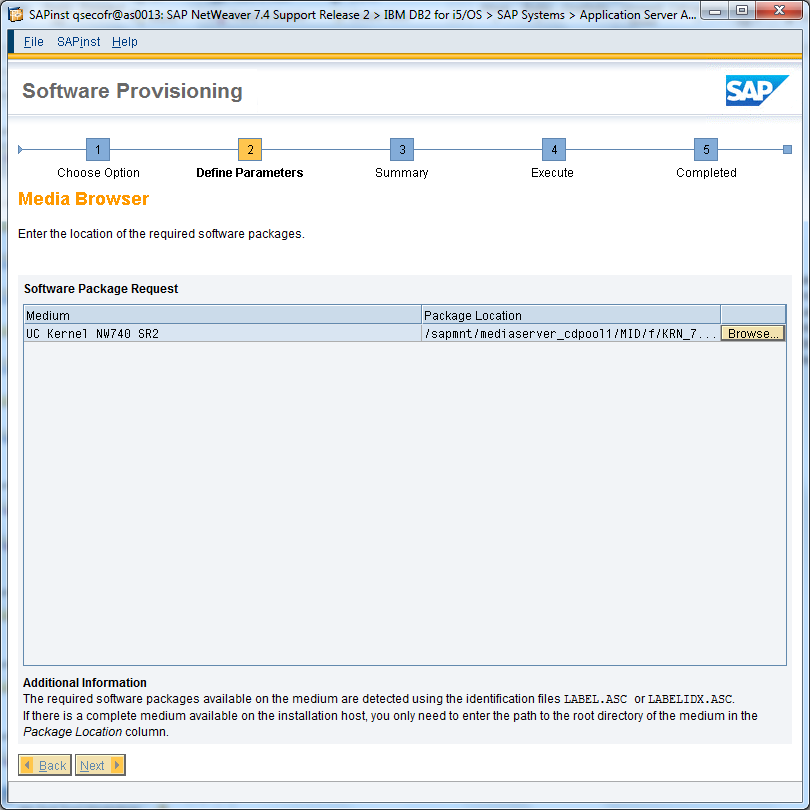 SAPinst qsecofr@as0013: SAP NetWeaver 7.4 Support Release 2 > IBM DB2 for i5/OS > SAP Systems > Application Server A...
File SAPinst Help
Software Provisioning
SAP
1 2 3 4 5
Choose Option Define Parameters Summary Execute Completed
Media Browser
Enter the location of the required software packages.
Software Package Request
Medium Package Location
UC Kernel NW740 SR2 /sapmnt/mediaserver_cdpool1/MID/f/KRN_7... Browse...
Additional Information
The required software packages available on the medium are detected using the identification files LABEL.ASC or LABELIDX.ASC.
If there is a complete medium available on the installation host, you only need to enter the path to the root directory of the medium in the
Package Location column.
Back Next